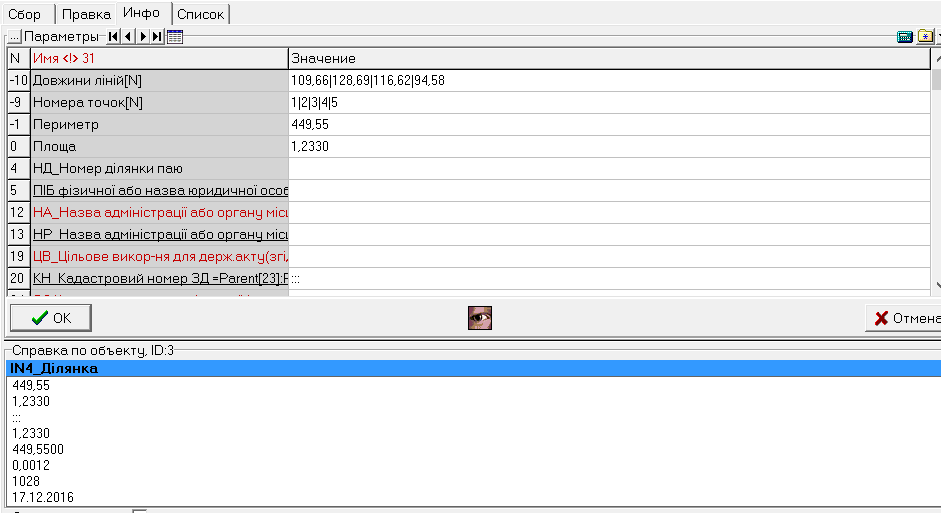 Сбор Правка Инфо Список
... Параметры
N Имя <!> 31 Значение
-10 Довжини ліній[N] 109,66|128,69|116,62|94,58
-9 Номера точок[N] 1|2|3|4|5
-1 Периметр 449,55
0 Площа 1,2330
4 НД_Номер ділянки паю
5 ПІБ фізичної або назва юридичної особ
12 НА_Назва адміністрації або органу місц
13 НР_Назва адміністрації або органу місц
19 ЦВ_Цільове викор-ня для держ.акту(згід
20 КН_Кадастровий номер ЗД =Parent[23]:F :::
OK Отмена
Справка по объекту, ID:3
IN4_Ділянка
449,55
1,2330
:::
1,2330
449,5500
0,0012
1028
17.12.2016